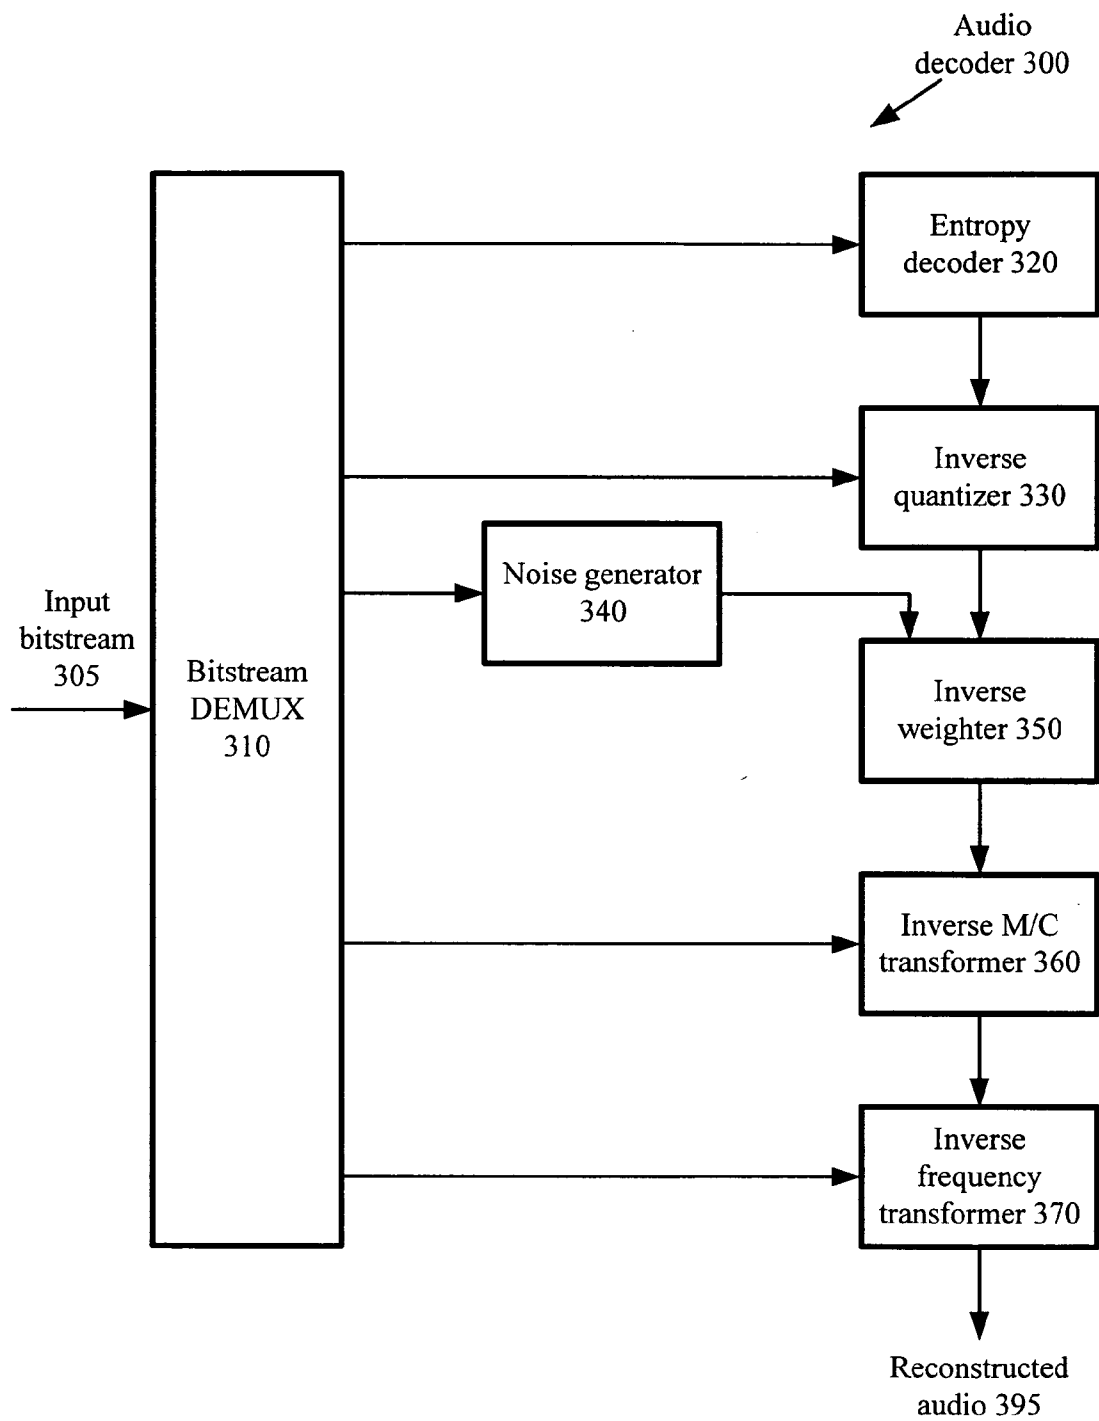 Audio
decoder 300
Entropy
decoder 320
Inverse
quantizer 330
Noise generator
340
Input
bitstream
305
Bitstream
DEMUX
310
Inverse
weighter 350
Inverse M/C
transformer 360
Inverse
frequency
transformer 370
Reconstructed
audio 395